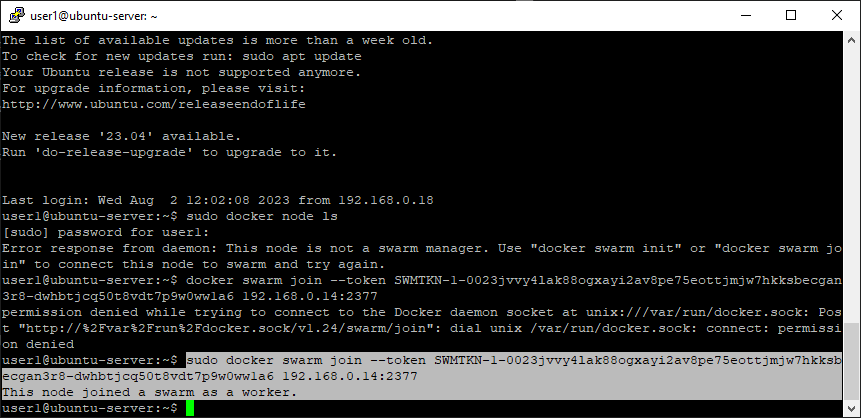 user1@ubuntu-server: ~
The list of available updates is more than a week old.
To check for new updates run: sudo apt update
Your Ubuntu release is not supported anymore.
For upgrade information, please visit:
http://www.ubuntu.com/releaseendoflife
New release '23.04' available.
Run 'do-release-upgrade' to upgrade to it.
Last login: Wed Aug  2 12:02:08 2023 from 192.168.0.18
user1@ubuntu-server:~$ sudo docker node ls
[sudo] password for user1:
Error response from daemon: This node is not a swarm manager. Use "docker swarm init" or "docker swarm jo
in" to connect this node to swarm and try again.
user1@ubuntu-server:~$ docker swarm join --token SWMTKN-1-0023jvvy4lak88ogxayi2av8pe75eottjmjw7hkksbecgan
3r8-dwhbtjcq50t8vdt7p9w0ww1a6 192.168.0.14:2377
permission denied while trying to connect to the Docker daemon socket at unix:///var/run/docker.sock: Pos
t "http://%2Fvar%2Frun%2Fdocker.sock/v1.24/swarm/join": dial unix /var/run/docker.sock: connect: permissi
on denied
user1@ubuntu-server:~$ sudo docker swarm join --token SWMTKN-1-0023jvvy4lak88ogxayi2av8pe75eottjmjw7hkksb
ecgan3r8-dwhbtjcq50t8vdt7p9w0ww1a6 192.168.0.14:2377
This node joined a swarm as a worker.
user1@ubuntu-server:~$